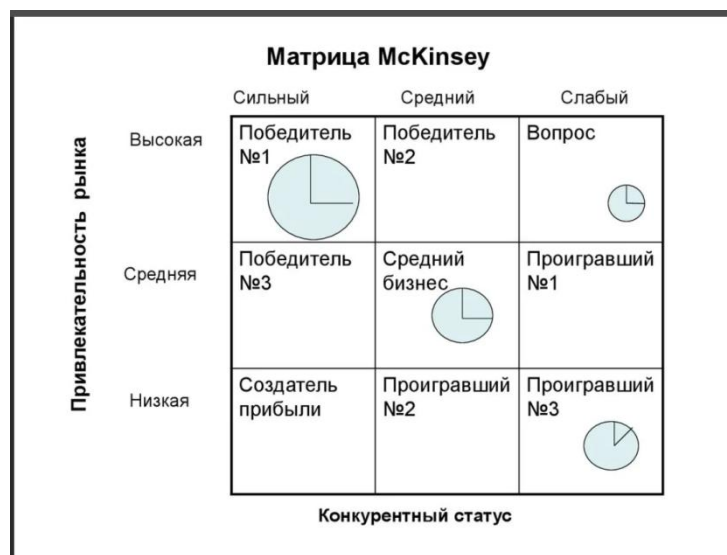 Матрица McKinsey
Сильный Средний Слабый
Привлекательность рынка
Высокая
Победитель
№1
Победитель
№2
Вопрос
Средняя
Победитель
№3
Средний
бизнес
Проигравший
№1
Низкая
Создатель
прибыли
Проигравший
№2
Проигравший
№3
Конкурентный статус